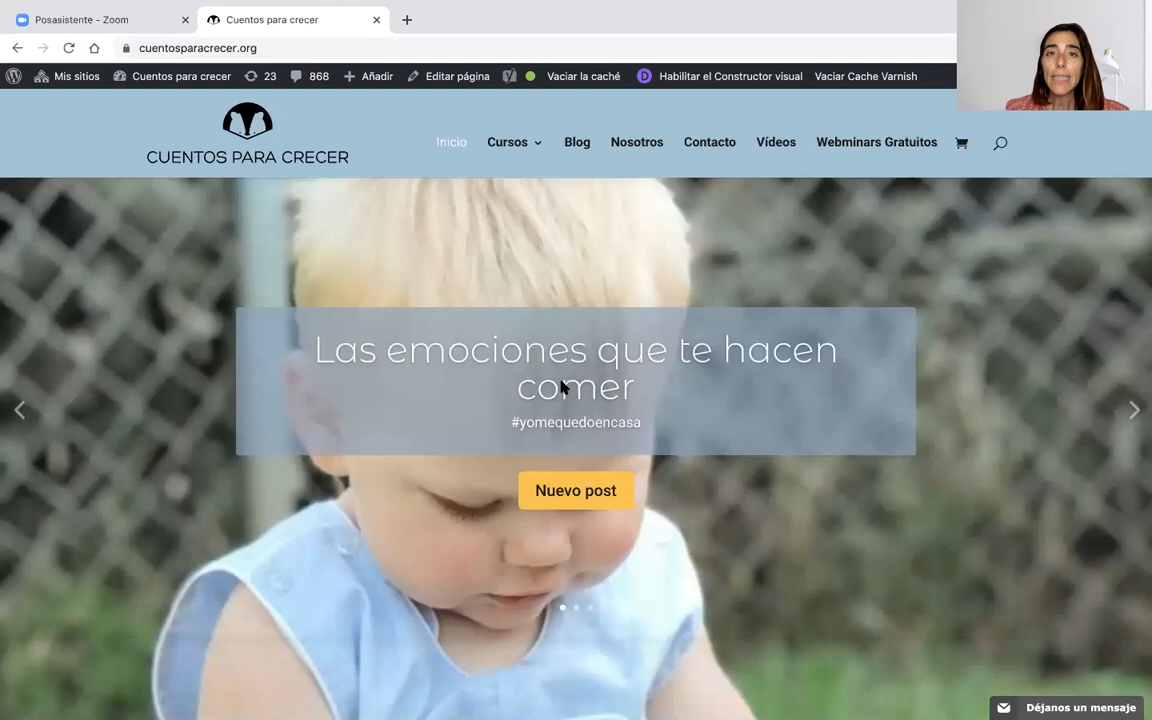 Posasistente - Zoom
Cuentos para crecer
cuentosparacrecer.org
Mis sitios Cuentos para crecer 23 868 Añadir Editar página Vaciar la caché D Habilitar el Constructor visual Vaciar Cache Varnish
CUENTOS PARA CRECER
Inicio Cursos Blog Nosotros Contacto Vídeos Webminars Gratuitos
Las emociones que te hacen
comer
#yomequedoencasa
Nuevo post
Déjanos un mensaje